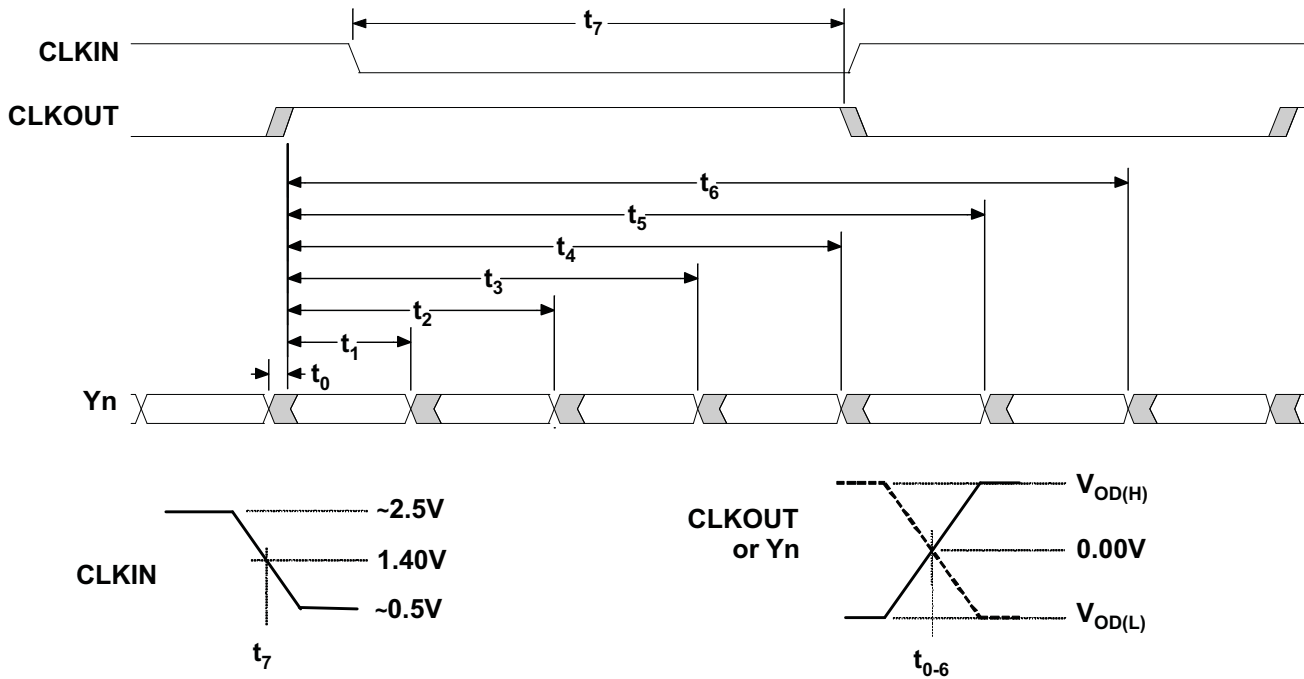 t7
CLKIN
CLKOUT
t6
t5
t4
t3
t2
t1
t0
Yn
~2.5V
1.40V
~0.5V
CLKIN
t7
CLKOUT
or Yn
VOD(H)
0.00V
VOD(L)
t0-6